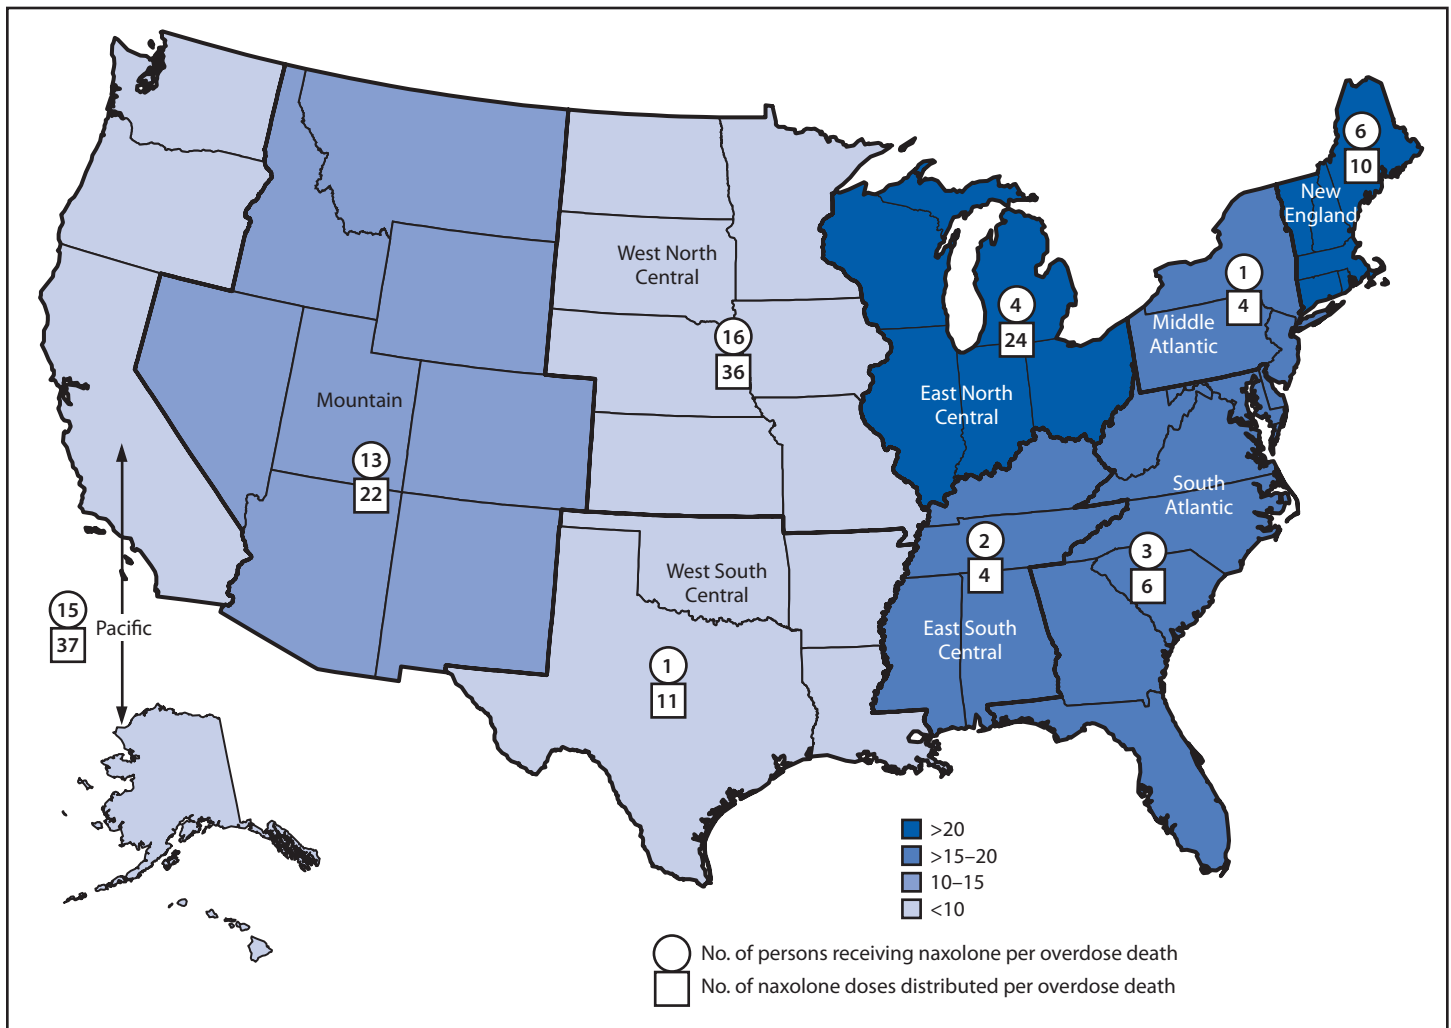 6
10
New
England
1
4
Middle
Atlantic
West North
Central
16
36
4
24
East North
Central
Mountain
13
22
South
Atlantic
3
6
2
4
East South
Central
West South
Central
1
11
15
37
Pacific
>20
>15–20
10–15
<10
No. of persons receiving naxolone per overdose death
No. of naxolone doses distributed per overdose death